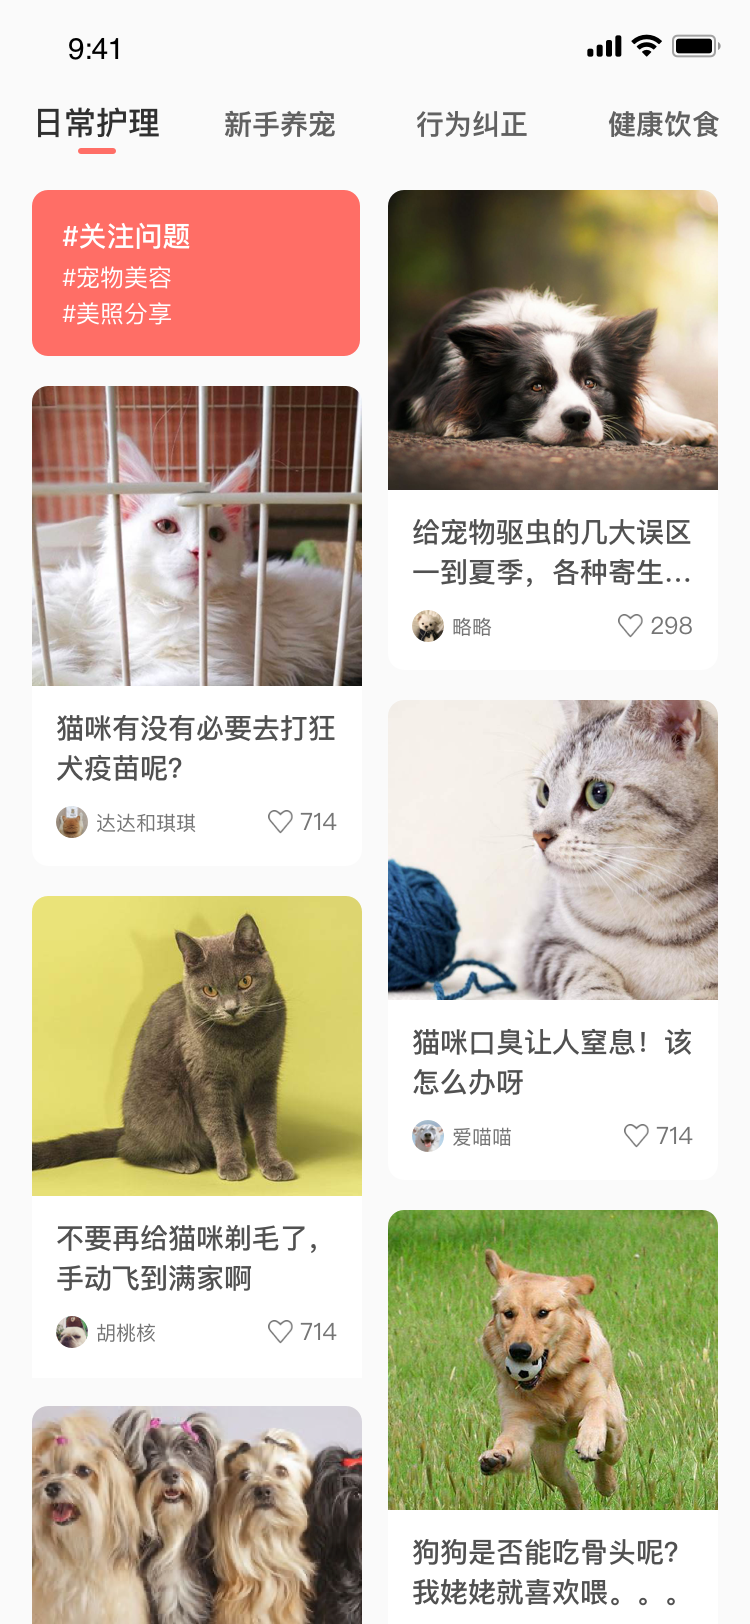 9:41
日常护理 新手养宠 行为纠正 健康饮食
#关注问题
#宠物美容
#美照分享
猫咪有没有必要去打狂
犬疫苗呢?
达达和琪琪 714
不要再给猫咪剃毛了，
手动飞到满家啊
胡桃核 714
给宠物驱虫的几大误区
一到夏季，各种寄生...
略略 298
猫咪口臭让人窒息！该
怎么办呀
爱喵喵 714
狗狗是否能吃骨头呢?
我姥姥就喜欢喂。。。